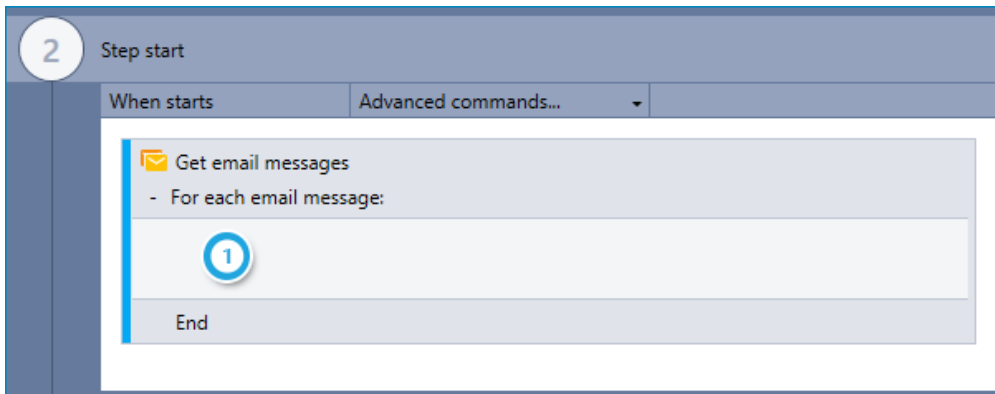 2 Step start
When starts Advanced commands...
Get email messages
- For each email message:
1
End